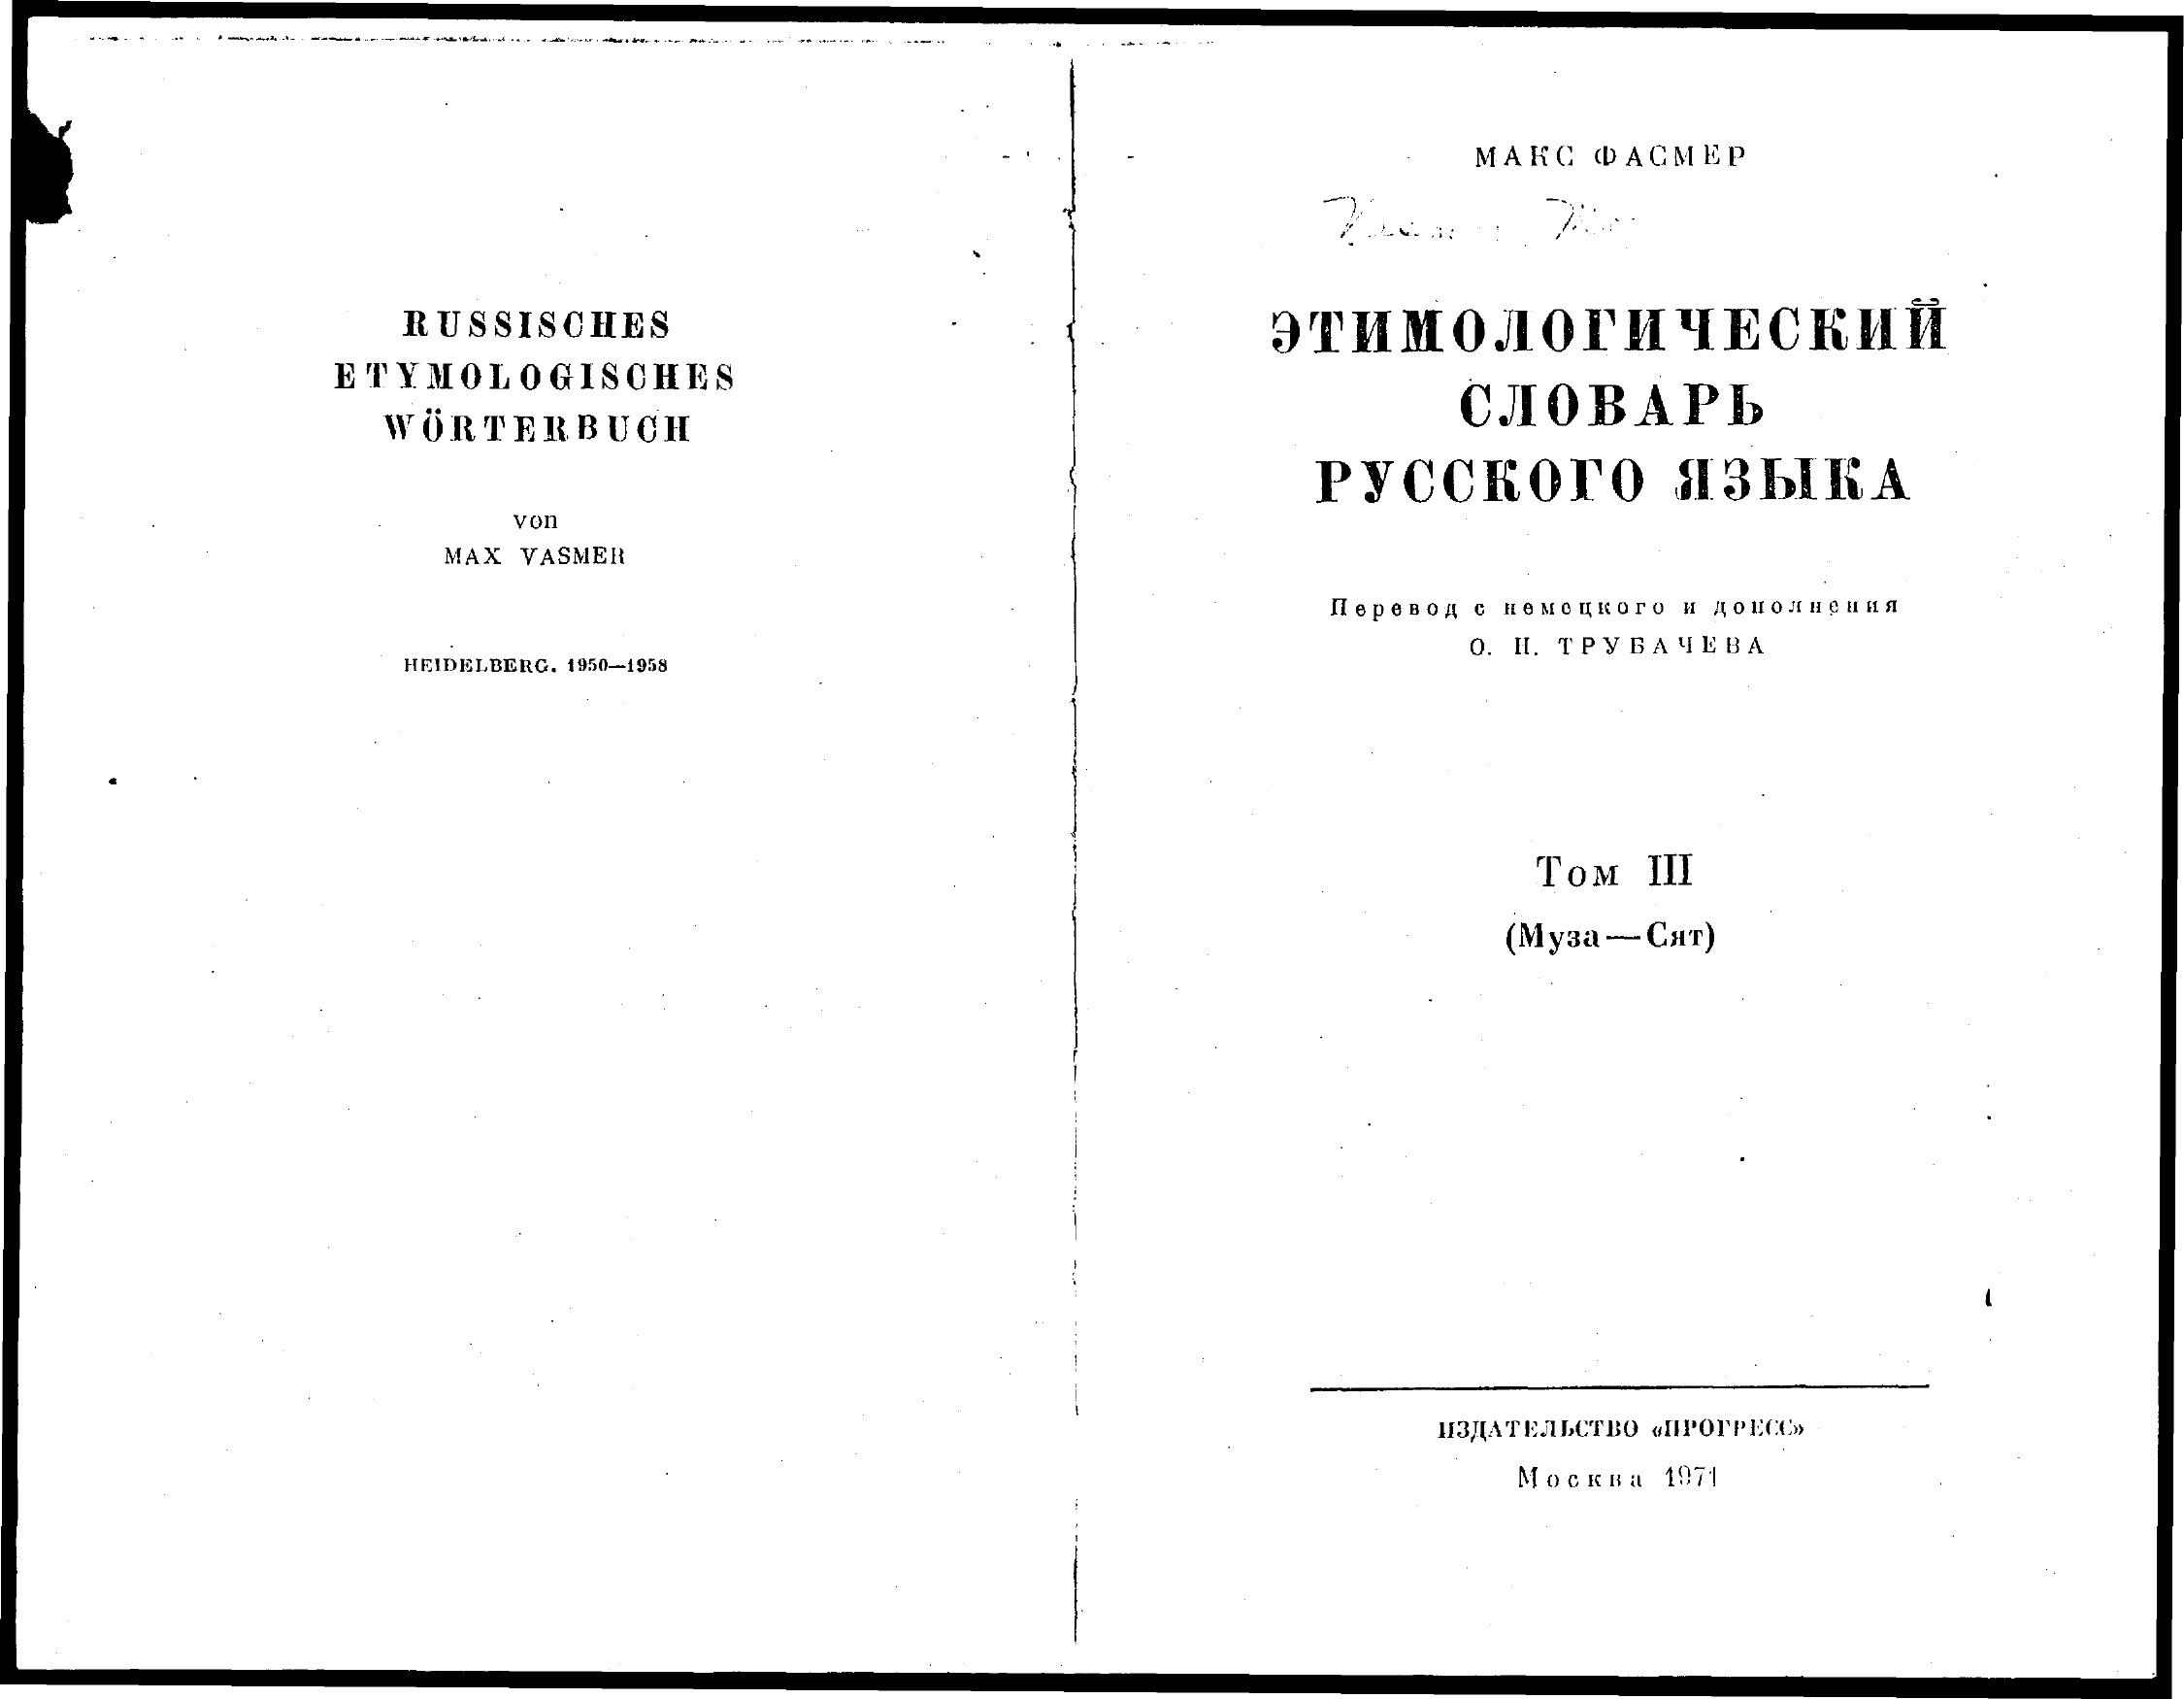 RUSSISCHES
ETYMOLOGISCHES
WÖRTERBUCH
von
MAX VASMER
HEIDELBERG. 1950—1958
МАКС ФАСМЕР
ЭТИМОЛОГИЧЕСКИЙ
СЛОВАРЬ
РУССКОГО ЯЗЫКА
Перевод с немецкого и дополнения
О. Н. ТРУБАЧЕВА
Том III
(Муза—Сят)
ИЗДАТЕЛЬСТВО «ПРОГРЕСС»
Москва 1971